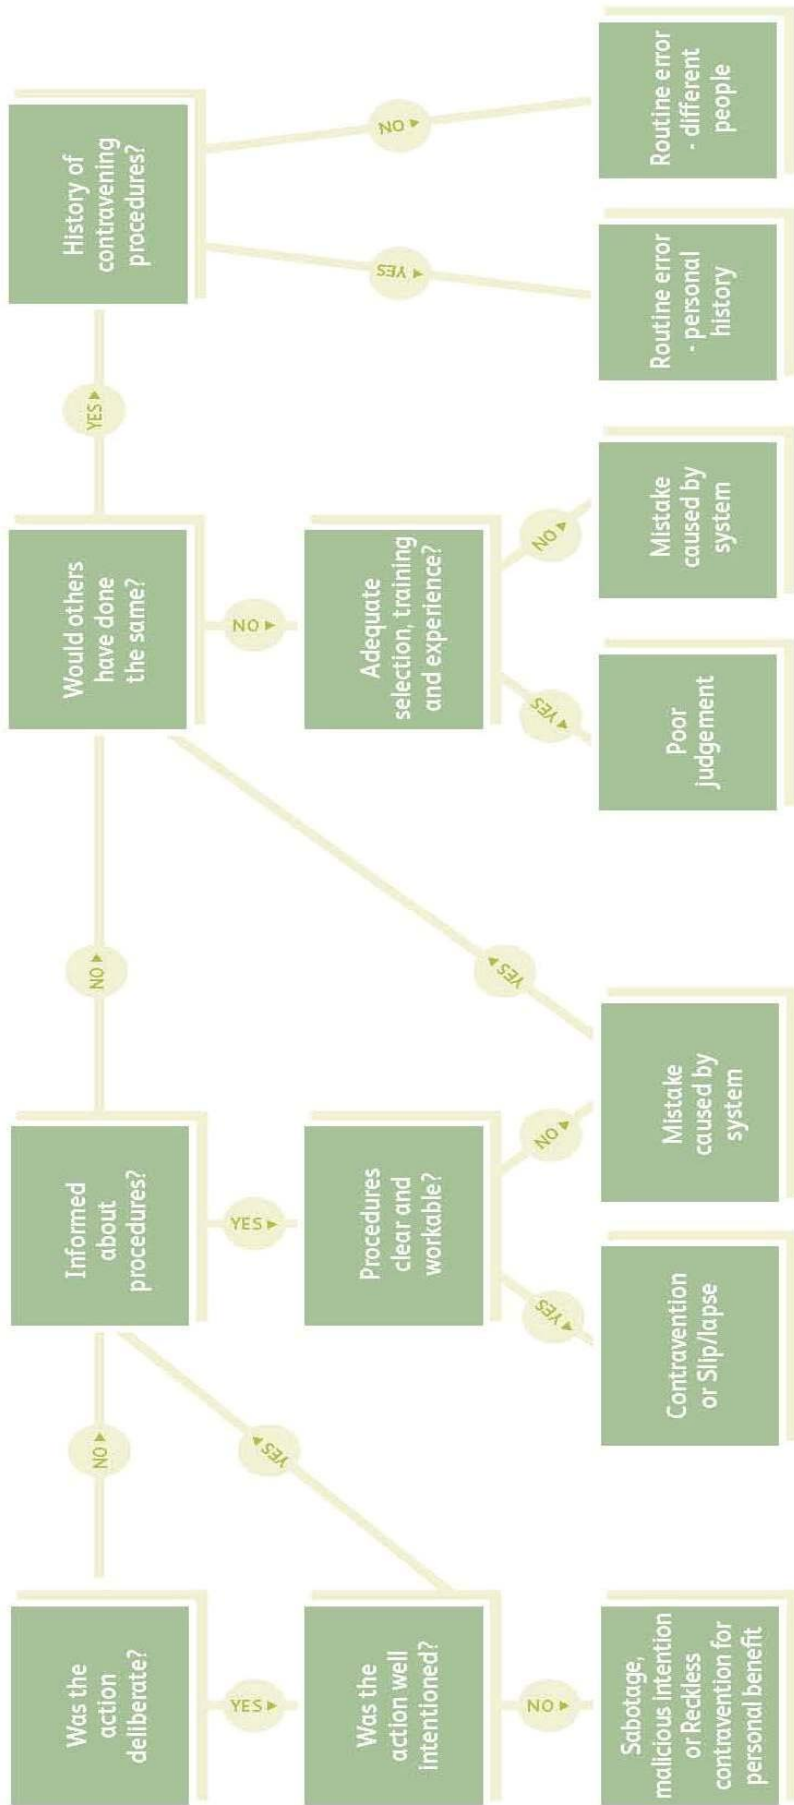 Was the
action
deliberate?
NO
Informed
about
procedures?
NO
Would others
have done
the same?
YES
History of
contravening
procedures?
YES
YES
YES
NO
Was the
action well
intentioned?
Procedures
clear and
workable?
Adequate
selection, training
and experience?
YES
NO
NO
YES
NO
YES
YES
NO
Sabotage,
malicious intention
or Reckless
contravention for
personal benefit
Contravention
or Slip/lapse
Mistake
caused by
system
Poor
judgement
Mistake
caused by
system
Routine error
- personal
history
Routine error
- different
people